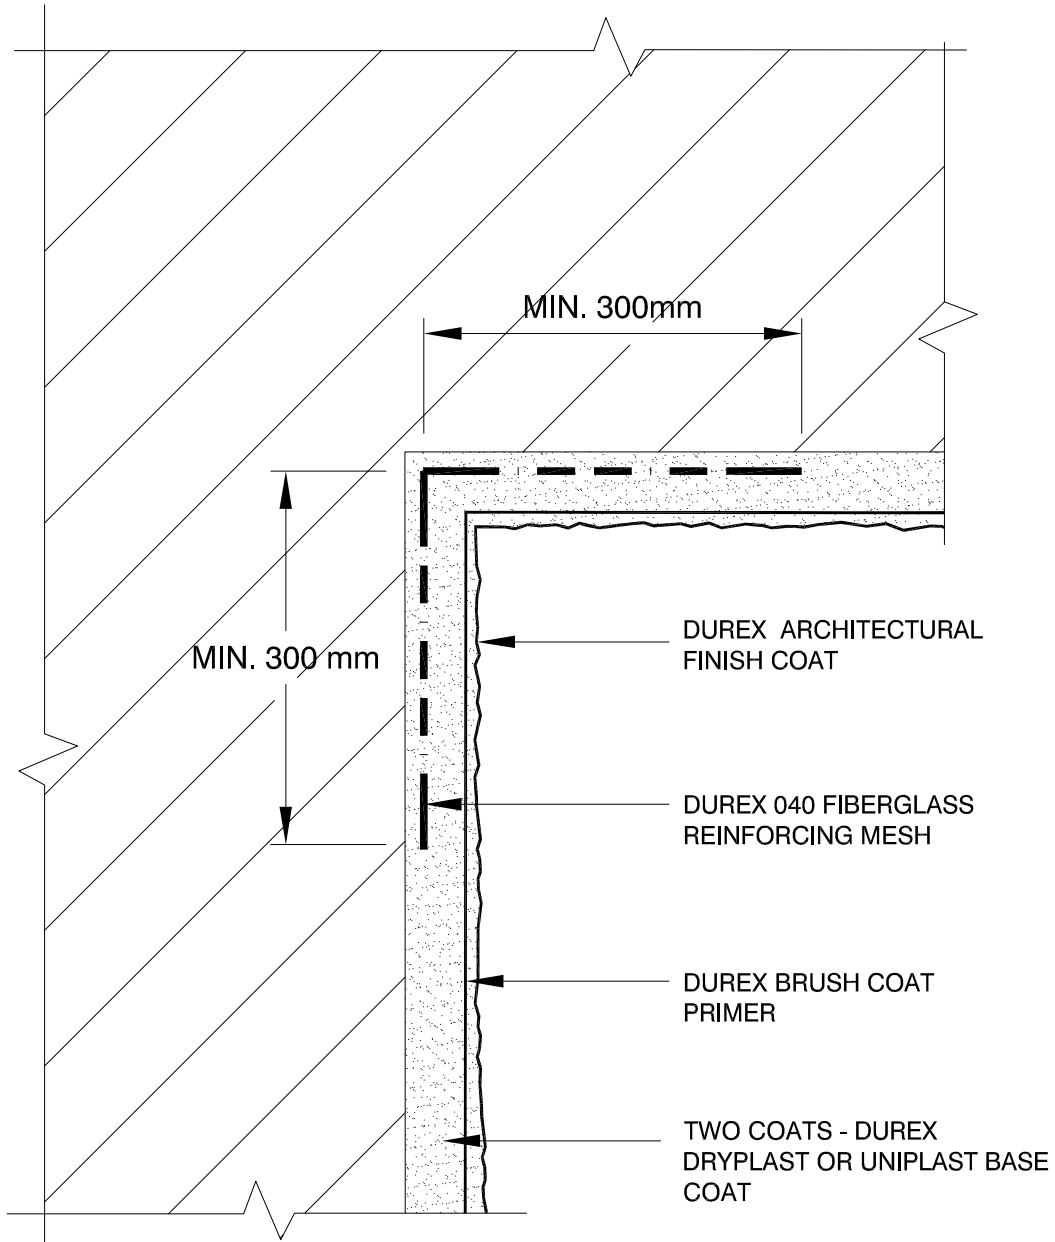 MIN. 300mm
MIN. 300 mm
DUREX ARCHITECTURAL
FINISH COAT
DUREX 040 FIBERGLASS
REINFORCING MESH
DUREX BRUSH COAT
PRIMER
TWO COATS - DUREX
DRYPLAST OR UNIPLAST BASE
COAT